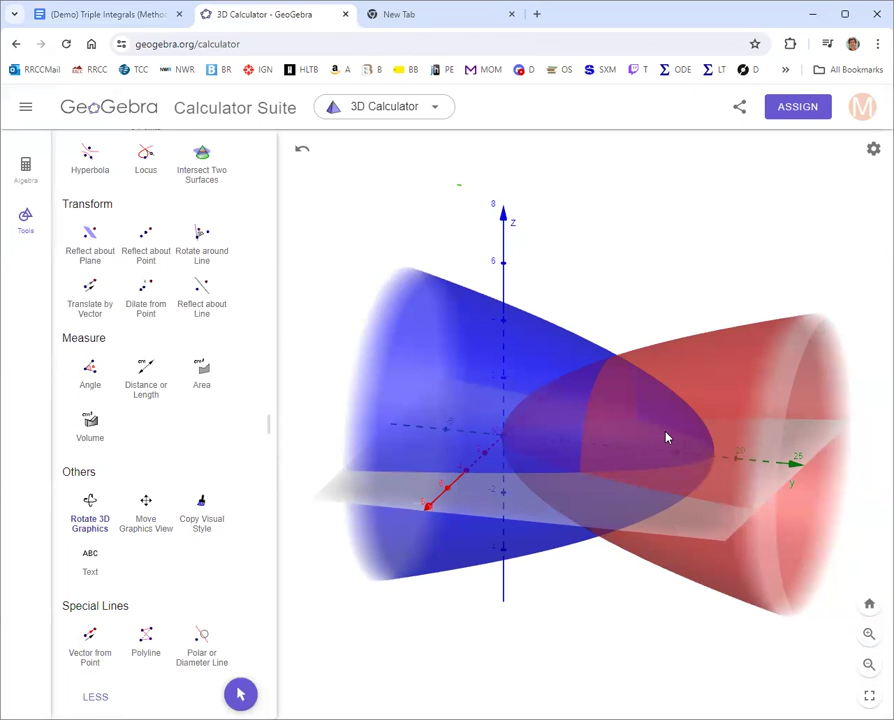 (Demo) Triple Integrals (Metho
3D Calculator - GeoGebra
New Tab
geogebra.org/calculator
RRCCMail
RRCC
TCC
NWR
BR
IGN
HLTB
A
B
BB
PE
MOM
D
OS
SXM
T
ODE
LT
D
All Bookmarks
GeoGebra
Calculator Suite
3D Calculator
ASSIGN
M
Algebra
Tools
Hyperbola
Locus
Intersect Two
Surfaces
Transform
Reflect about
Plane
Reflect about
Point
Rotate around
Line
Translate by
Vector
Dilate from
Point
Reflect about
Line
Measure
Angle
Distance or
Length
Area
Volume
Others
Rotate 3D
Graphics
Move
Graphics View
Copy Visual
Style
ABC
Text
Special Lines
Vector from
Point
Polyline
Polar or
Diameter Line
LESS
8
z
6
-2
20
25
y